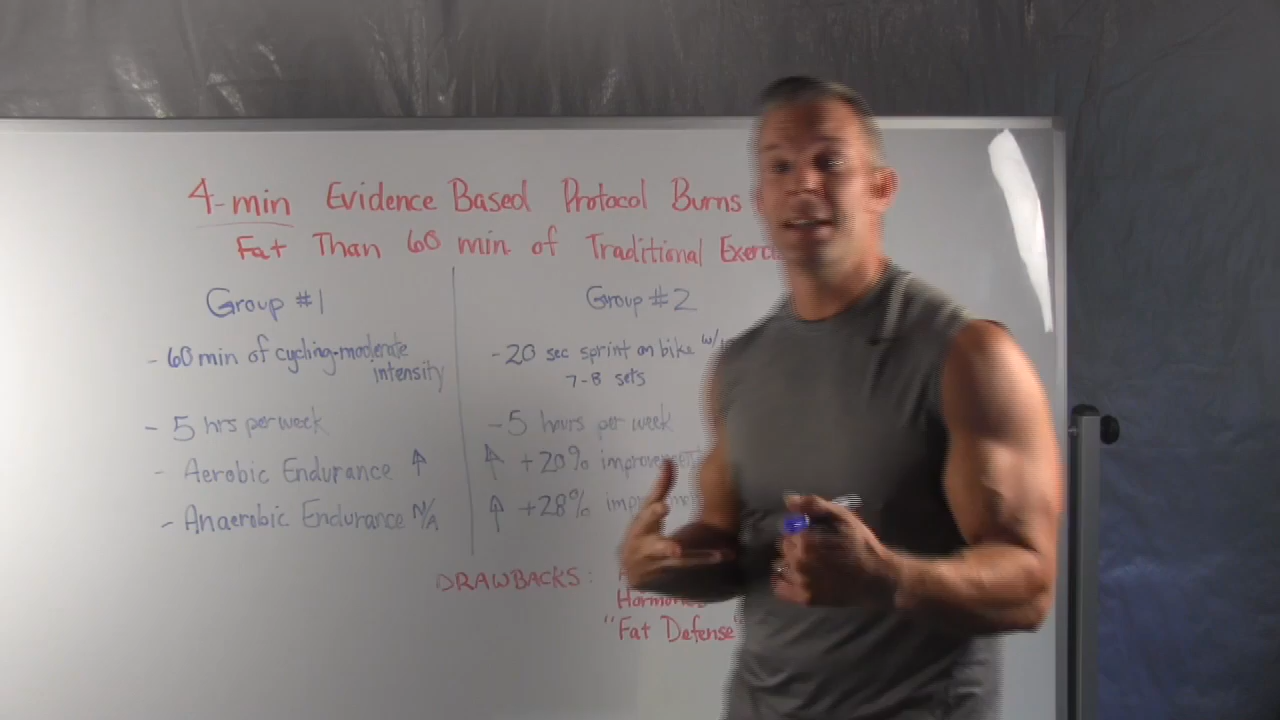 4-min Evidence Based Protocol Burns
Fat Than 60 min of Traditional
Group #1
- 60 min of cycling-moderate
intensity
- 5 hrs per week
- Aerobic Endurance ↑
- Anaerobic Endurance N/A
Group #2
- 20 sec sprint on bike w/
7-8 sets
- 5 hours per week
↑ +20% improvement
↑ +28%
DRAWBACKS:
"Fat Defense"